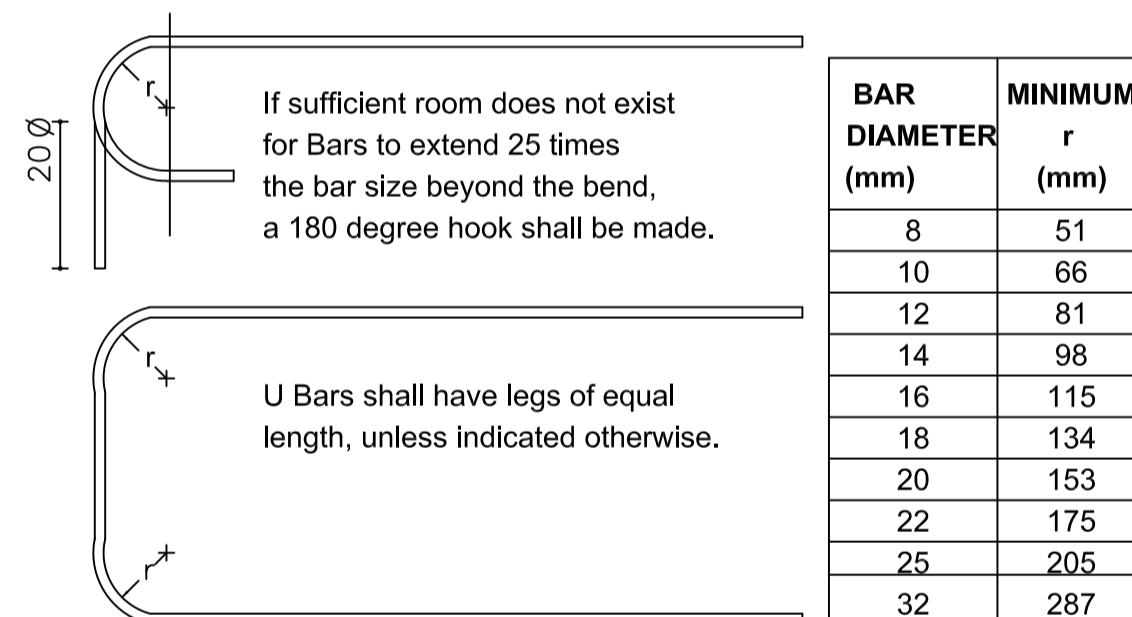 r
20Ø
If sufficient room does not exist
for Bars to extend 25 times
the bar size beyond the bend,
a 180 degree hook shall be made.
r
U Bars shall have legs of equal
length, unless indicated otherwise.
r
BAR DIAMETER (mm) MINIMUM r (mm)
8 51
10 66
12 81
14 98
16 115
18 134
20 153
22 175
25 205
32 287